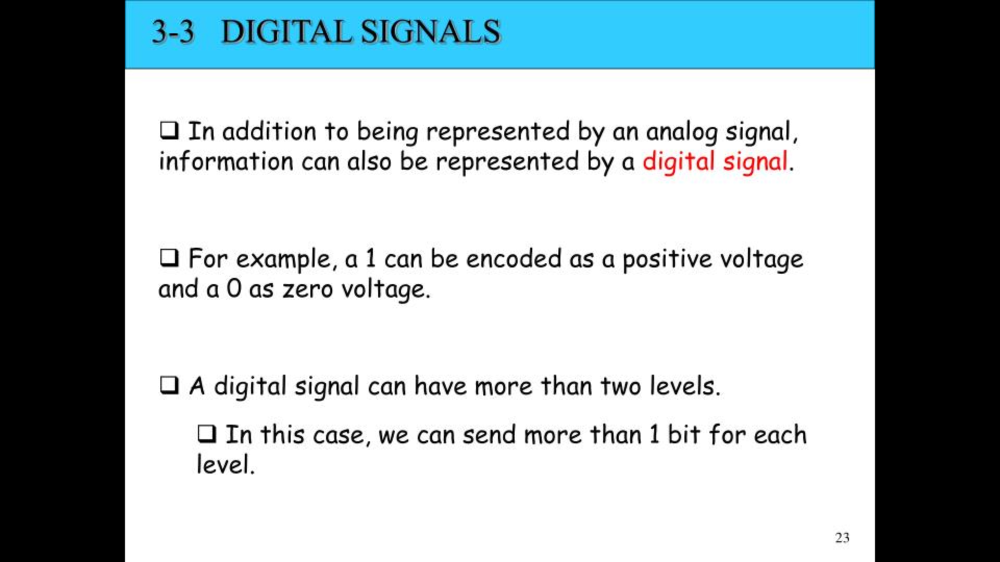 3-3 DIGITAL SIGNALS
❑ In addition to being represented by an analog signal,
information can also be represented by a digital signal.
❑ For example, a 1 can be encoded as a positive voltage
and a 0 as zero voltage.
❑ A digital signal can have more than two levels.
❑ In this case, we can send more than 1 bit for each
level.
23